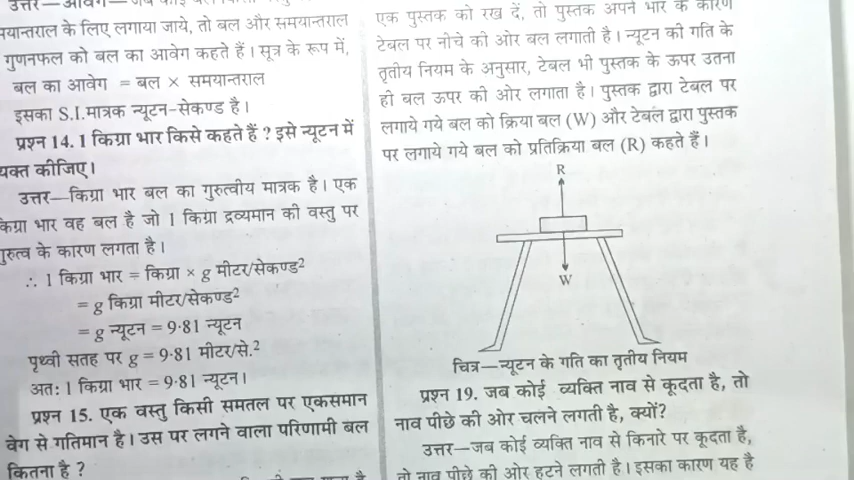 पयान्तराल के लिए लगाया जाये, तो बल और समयान्तराल
गुणनफल को बल का आवेग कहते हैं। सूत्र के रूप में,
बल का आवेग = बल × समयान्तराल
इसका S.I.मात्रक न्यूटन-सेकण्ड है।
प्रश्न 14. 1 किग्रा भार किसे कहते हैं ? इसे न्यूटन में
यक्त कीजिए।
उत्तर—किग्रा भार बल का गुरुत्वीय मात्रक है। एक
केग्रा भार वह बल है जो 1 किग्रा द्रव्यमान की वस्तु पर
गुरुत्व के कारण लगता है।
∴ 1 किग्रा भार = किग्रा × g मीटर/सेकण्ड²
= g किग्रा मीटर/सेकण्ड²
= g न्यूटन = 9·81 न्यूटन
पृथ्वी सतह पर g = 9·81 मीटर/से.²
अत: 1 किग्रा भार = 9·81 न्यूटन।
प्रश्न 15. एक वस्तु किसी समतल पर एकसमान
वेग से गतिमान है। उस पर लगने वाला परिणामी बल
कितना है ?
एक पुस्तक को रख दें, तो पुस्तक अपने भार के कारण
टेबल पर नीचे की ओर बल लगाती है। न्यूटन की गति के
तृतीय नियम के अनुसार, टेबल भी पुस्तक के ऊपर उतना
ही बल ऊपर की ओर लगाता है। पुस्तक द्वारा टेबल पर
लगाये गये बल को क्रिया बल (W) और टेबल द्वारा पुस्तक
पर लगाये गये बल को प्रतिक्रिया बल (R) कहते हैं।
R
W
चित्र—न्यूटन के गति का तृतीय नियम
प्रश्न 19. जब कोई व्यक्ति नाव से कूदता है, तो
नाव पीछे की ओर चलने लगती है, क्यों?
उत्तर—जब कोई व्यक्ति नाव से किनारे पर कूदता है,
तो नाव पीछे की ओर हटने लगती है। इसका कारण यह है